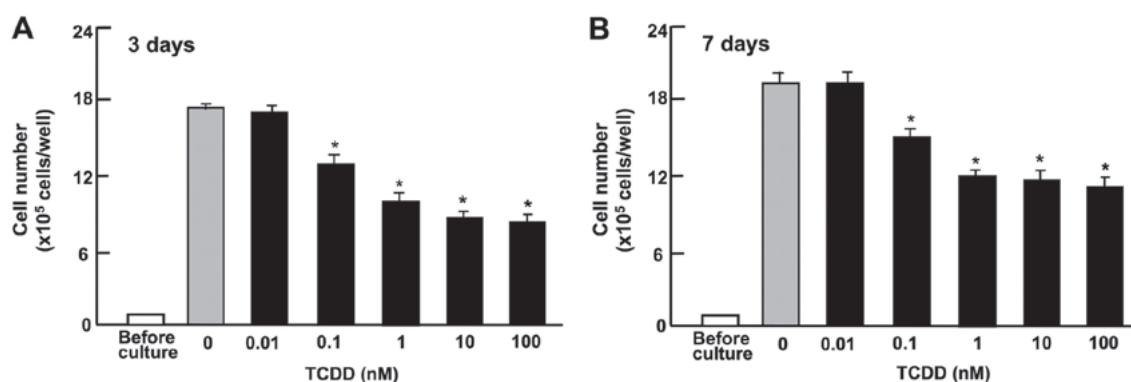 A
3 days
24
18
12
6
0
Cell number
(x10⁵ cells/well)
* * * *
Before
culture
0 0.01 0.1 1 10 100
TCDD (nM)
B
7 days
24
18
12
6
0
Cell number
(x10⁵ cells/well)
* * * *
Before
culture
0 0.01 0.1 1 10 100
TCDD (nM)